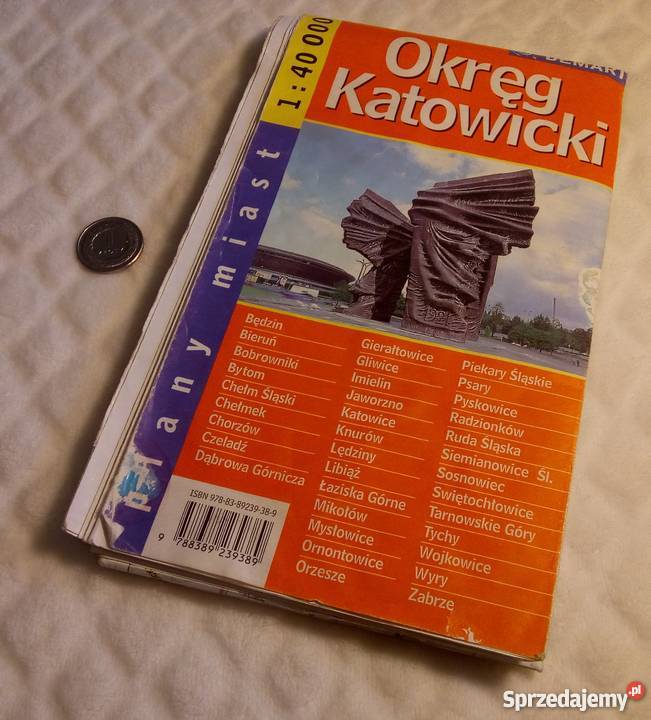 1:40 000
DEMART
Okręg
Katowicki
Plany miast
Będzin
Bieruń
Bobrowniki
Bytom
Chełm Śląski
Chełmek
Chorzów
Czeladź
Dąbrowa Górnicza
Gierałtowice
Gliwice
Imielin
Jaworzno
Katowice
Knurów
Lędziny
Libiąż
Łaziska Górne
Mikołów
Mysłowice
Ornontowice
Orzesze
Piekary Śląskie
Psary
Pyskowice
Radzionków
Ruda Śląska
Siemianowice Śl.
Sosnowiec
Świętochłowice
Tarnowskie Góry
Tychy
Wojkowice
Wyry
Zabrze
ISBN 978-83-89239-38-9
9 788389 239389
Sprzedajemy.pl